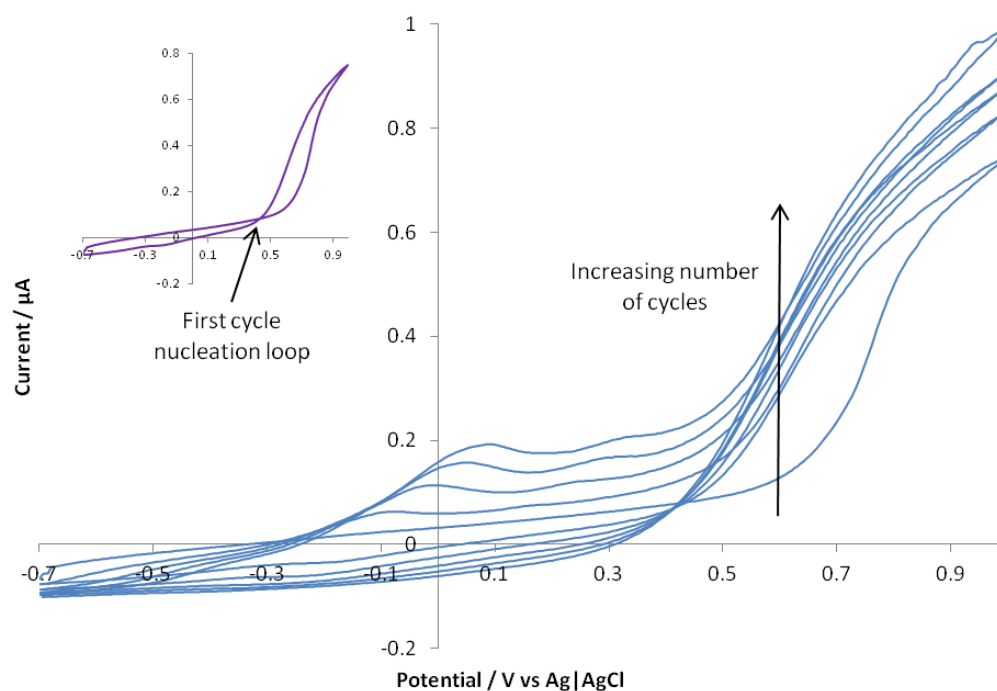 1
0.8
0.8
0.6
0.4
0.2
0
-0.7 -0.3 0.1 0.5 0.9
-0.2
First cycle
nucleation loop
Increasing number
of cycles
0.6
0.4
0.2
0
-0.7 -0.5 -0.3 -0.1 0.1 0.3 0.5 0.7 0.9
-0.2
Current / µA
Potential / V vs Ag|AgCl